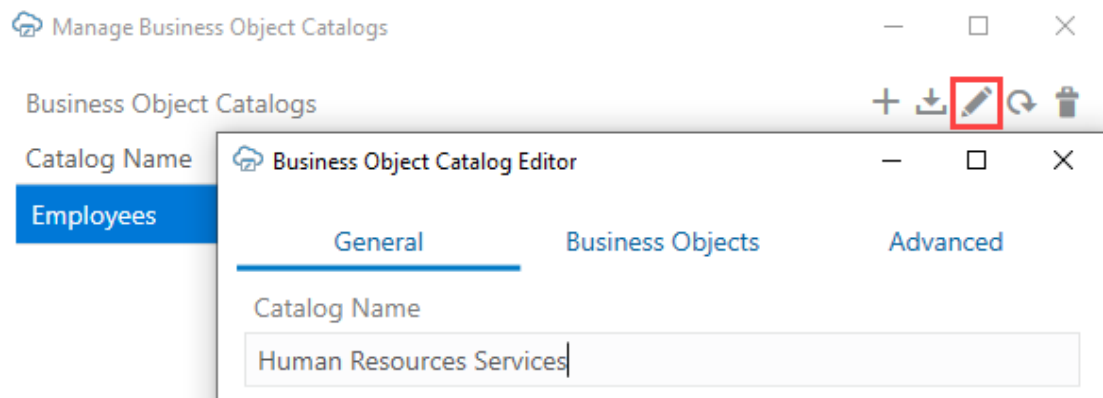 Manage Business Object Catalogs
Business Object Catalogs
Catalog Name
Business Object Catalog Editor
Employees
General Business Objects Advanced
Catalog Name
Human Resources Services